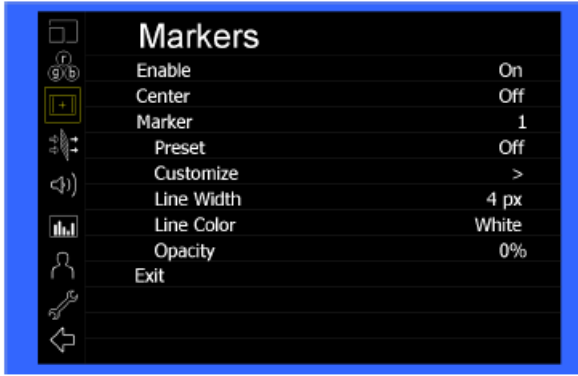 Markers
r
g b
Enable On
Center Off
Marker 1
Preset Off
Customize >
Line Width 4 px
Line Color White
Opacity 0%
Exit